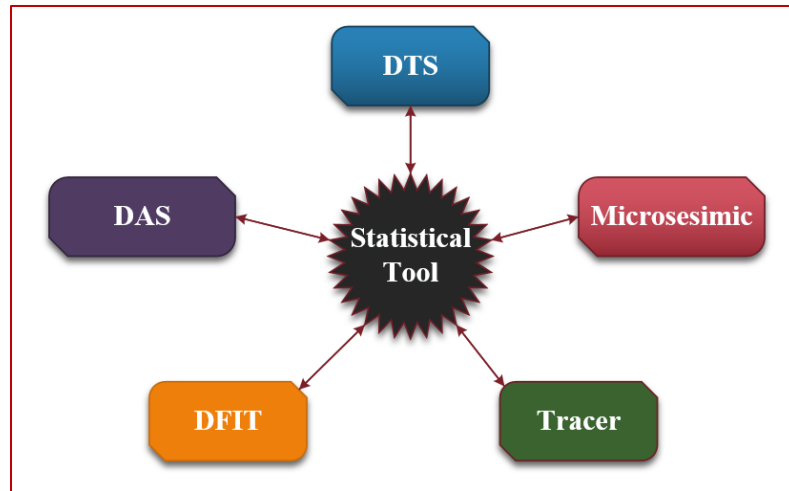 DTS
DAS
Microsesimic
Statistical
Tool
DFIT
Tracer